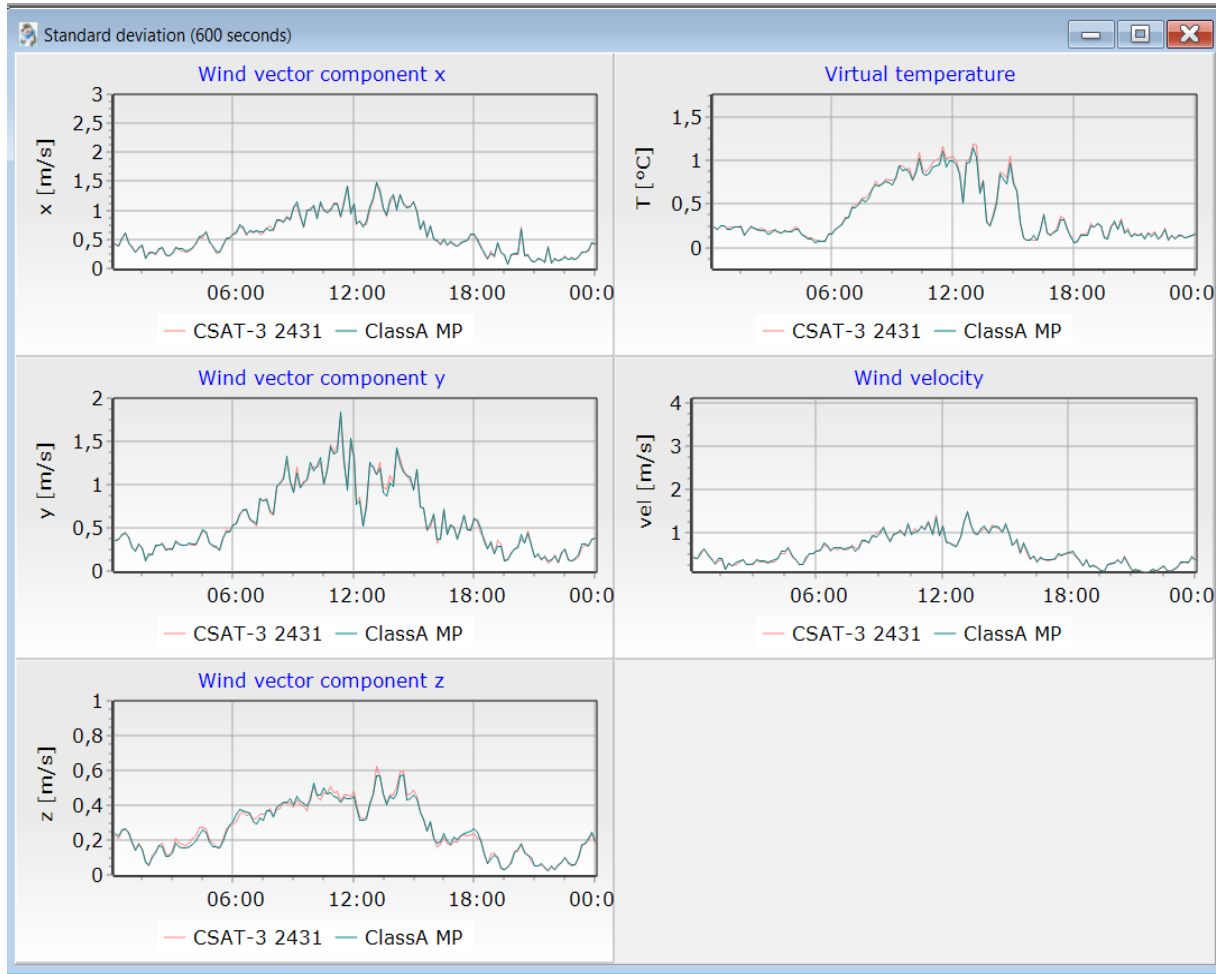 Standard deviation (600 seconds)
Wind vector component x
3
2,5
2
1,5
1
0,5
0
x [m/s]
06:00 12:00 18:00 00:0
CSAT-3 2431 ClassA MP
Virtual temperature
1,5
1
0,5
0
T [°C]
06:00 12:00 18:00 00:0
CSAT-3 2431 ClassA MP
Wind vector component y
2
1,5
1
0,5
0
y [m/s]
06:00 12:00 18:00 00:0
CSAT-3 2431 ClassA MP
Wind velocity
4
3
2
1
vel [m/s]
06:00 12:00 18:00 00:0
CSAT-3 2431 ClassA MP
Wind vector component z
1
0,8
0,6
0,4
0,2
0
z [m/s]
06:00 12:00 18:00 00:0
CSAT-3 2431 ClassA MP